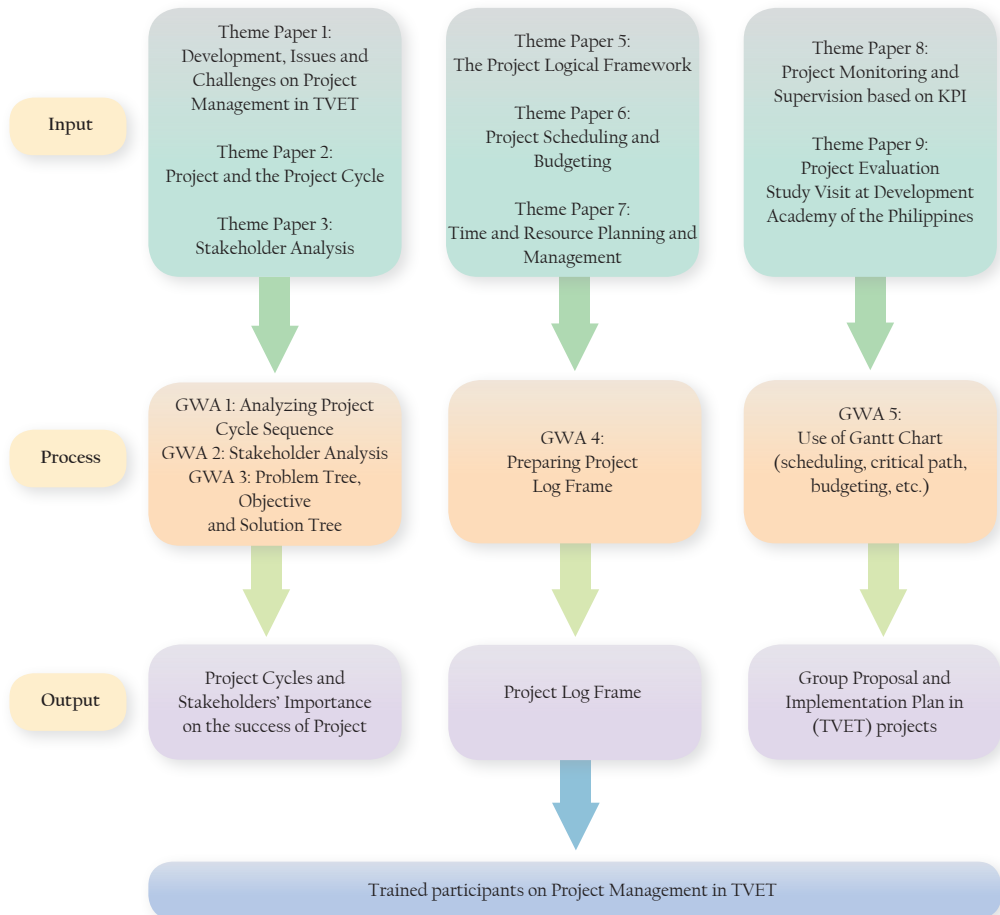 Input
Theme Paper 1:
Development, Issues and
Challenges on Project
Management in TVET
Theme Paper 2:
Project and the Project Cycle
Theme Paper 3:
Stakeholder Analysis
Theme Paper 5:
The Project Logical Framework
Theme Paper 6:
Project Scheduling and
Budgeting
Theme Paper 7:
Time and Resource Planning and
Management
Theme Paper 8:
Project Monitoring and
Supervision based on KPI
Theme Paper 9:
Project Evaluation
Study Visit at Development
Academy of the Philippines
Process
GWA 1: Analyzing Project
Cycle Sequence
GWA 2: Stakeholder Analysis
GWA 3: Problem Tree,
Objective
and Solution Tree
GWA 4:
Preparing Project
Log Frame
GWA 5:
Use of Gantt Chart
(scheduling, critical path,
budgeting, etc.)
Output
Project Cycles and
Stakeholders’ Importance
on the success of Project
Project Log Frame
Group Proposal and
Implementation Plan in
(TVET) projects
Trained participants on Project Management in TVET